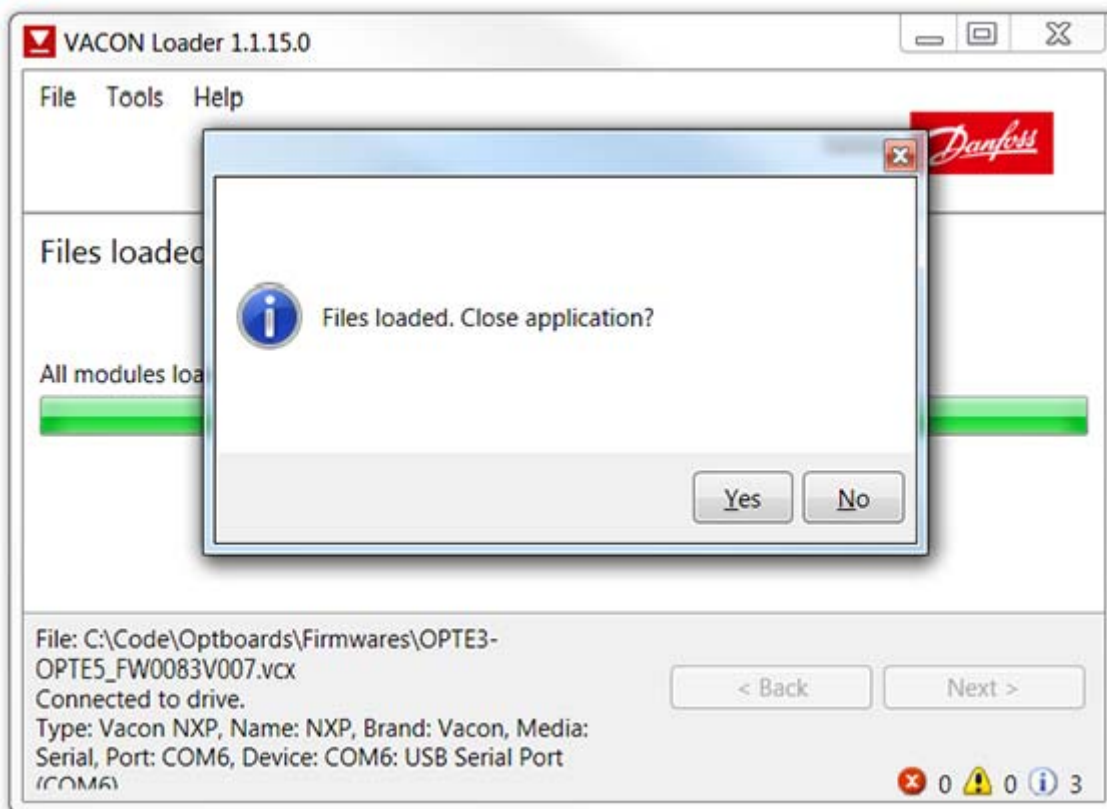 VACON Loader 1.1.15.0
File Tools Help
Danfoss
Files loaded
Files loaded. Close application?
All modules loa
Yes No
File: C:\Code\Optboards\Firmwares\OPTE3-
OPTE5_FW0083V007.vcx
Connected to drive.
Type: Vacon NXP, Name: NXP, Brand: Vacon, Media:
Serial, Port: COM6, Device: COM6: USB Serial Port
(COM6)
< Back Next >
0 0 3